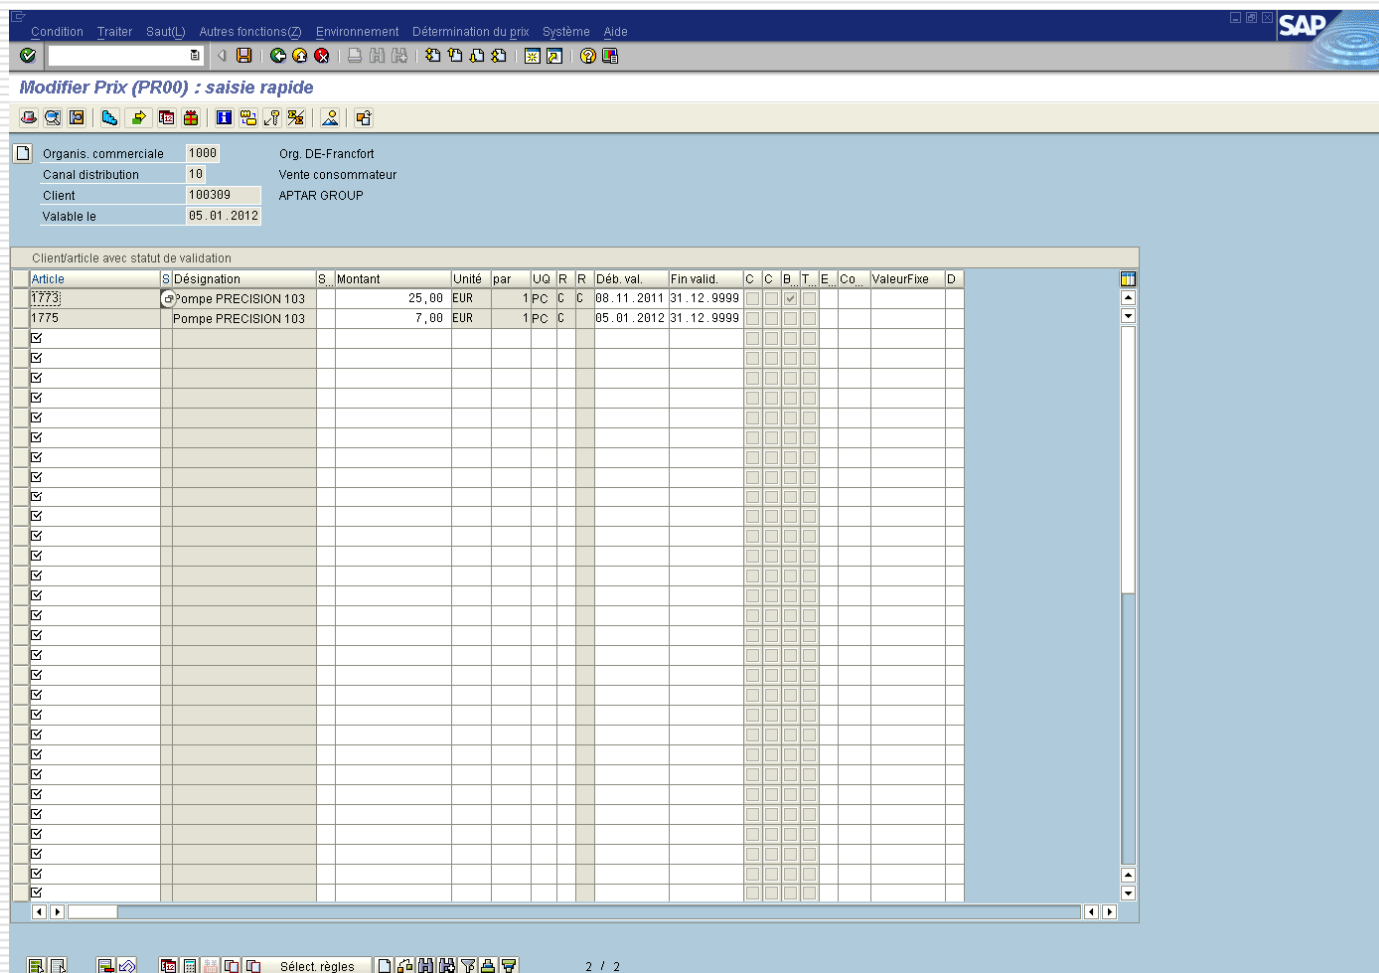 Condition Traiter Saut(L) Autres fonctions(Z) Environnement Détermination du prix Système Aide
SAP
Modifier Prix (PR00) : saisie rapide
Organis. commerciale 1000 Org. DE-Francfort
Canal distribution 10 Vente consommateur
Client 100309 APTAR GROUP
Valable le 05.01.2012
Client/article avec statut de validation
Article S Désignation S... Montant Unité par UQ R R Déb. val. Fin valid. C C B... T... E... Co... ValeurFixe D
1773 Pompe PRECISION 103 25,00 EUR 1 PC C C 08.11.2011 31.12.9999
1775 Pompe PRECISION 103 7,00 EUR 1 PC C 05.01.2012 31.12.9999
Sélect. règles 2 / 2